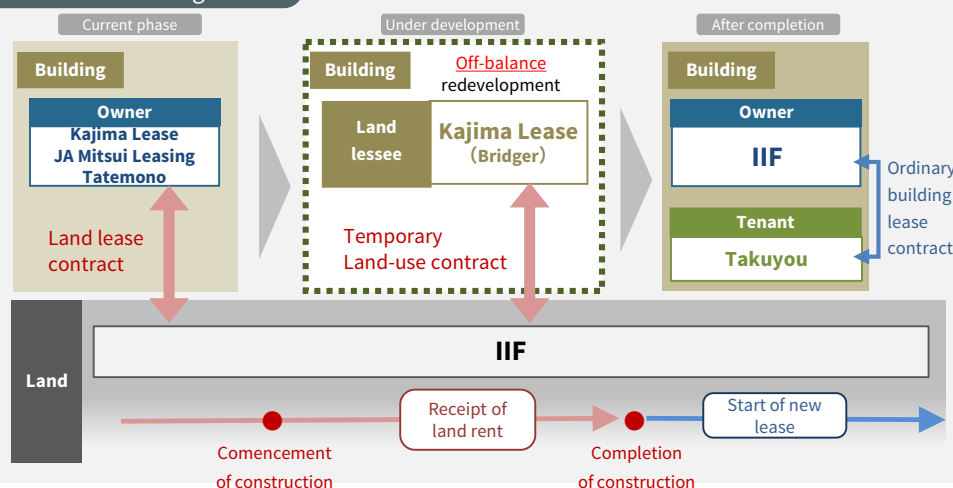 Current phase
Under development
After completion
Building
Owner
Kajima Lease
JA Mitsui Leasing
Tatemono
Land lease
contract
Building
Off-balance
redevelopment
Land
lessee
Kajima Lease
（Bridger）
Temporary
Land-use contract
Building
Owner
IIF
Tenant
Takuyou
Ordinary
building
lease
contract
Land
IIF
Receipt of
land rent
Start of new
lease
Comencement
of construction
Completion
of construction